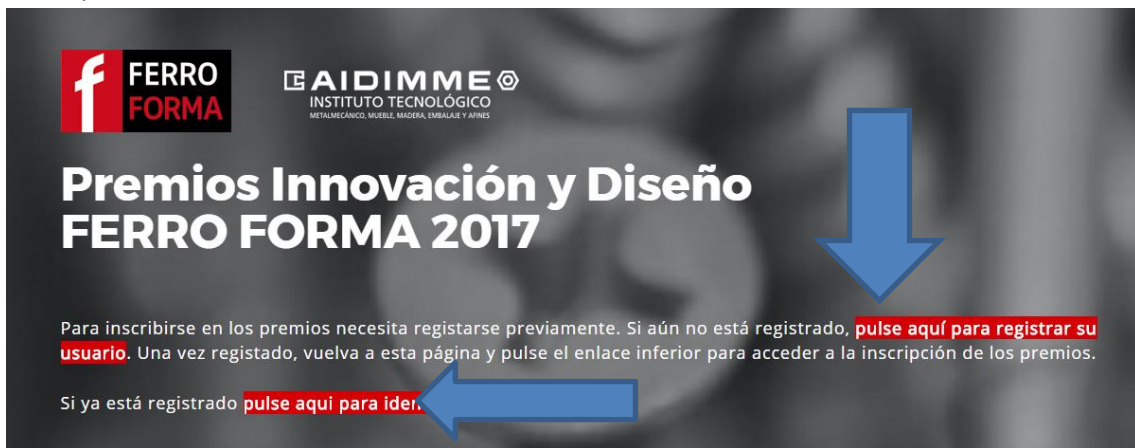 FERRO
FORMA
AIDIMME
INSTITUTO TECNOLÓGICO
METALMECÁNICO, MUEBLE, MADERA, EMBALAJE Y AFINES
Premios Innovación y Diseño
FERRO FORMA 2017
Para inscribirse en los premios necesita registarse previamente. Si aún no está registrado, pulse aquí para registrar su
usuario. Una vez registado, vuelva a esta página y pulse el enlace inferior para acceder a la inscripción de los premios.
Si ya está registrado pulse aqui para